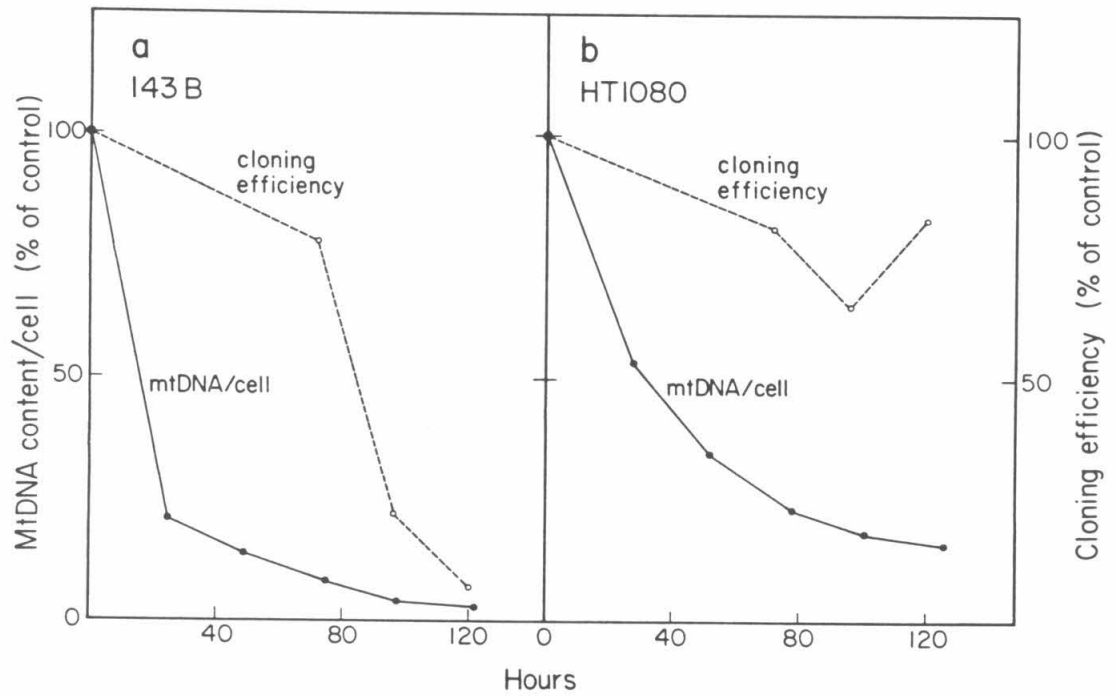 a
143B
MtDNA content/cell (% of control)
100
50
0
cloning
efficiency
mtDNA/cell
40
80
120
b
HT1080
cloning
efficiency
mtDNA/cell
0
40
80
120
100
50
Cloning efficiency (% of control)
Hours